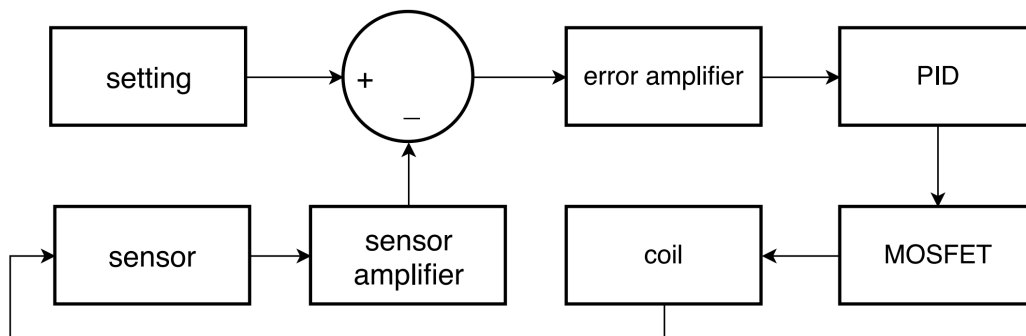 setting
+
_
error amplifier
PID
sensor
sensor
amplifier
coil
MOSFET